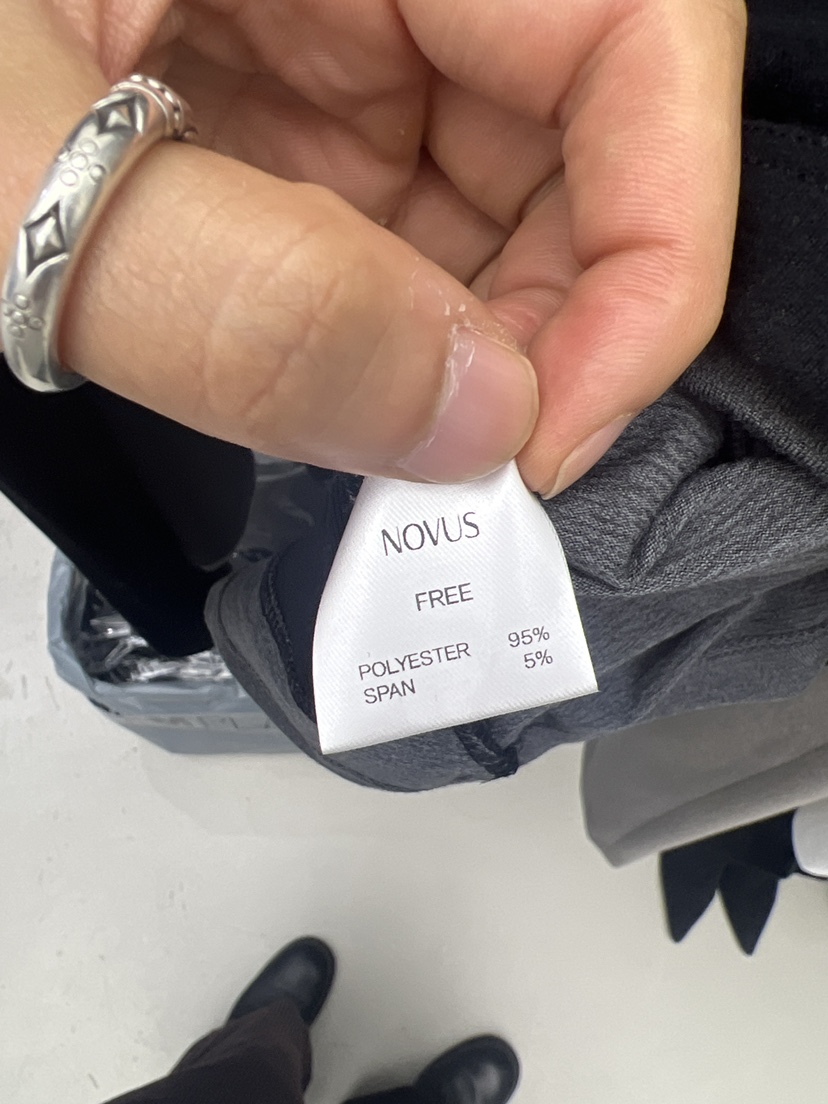 NOVUS
FREE
POLYESTER 95%
SPAN 5%